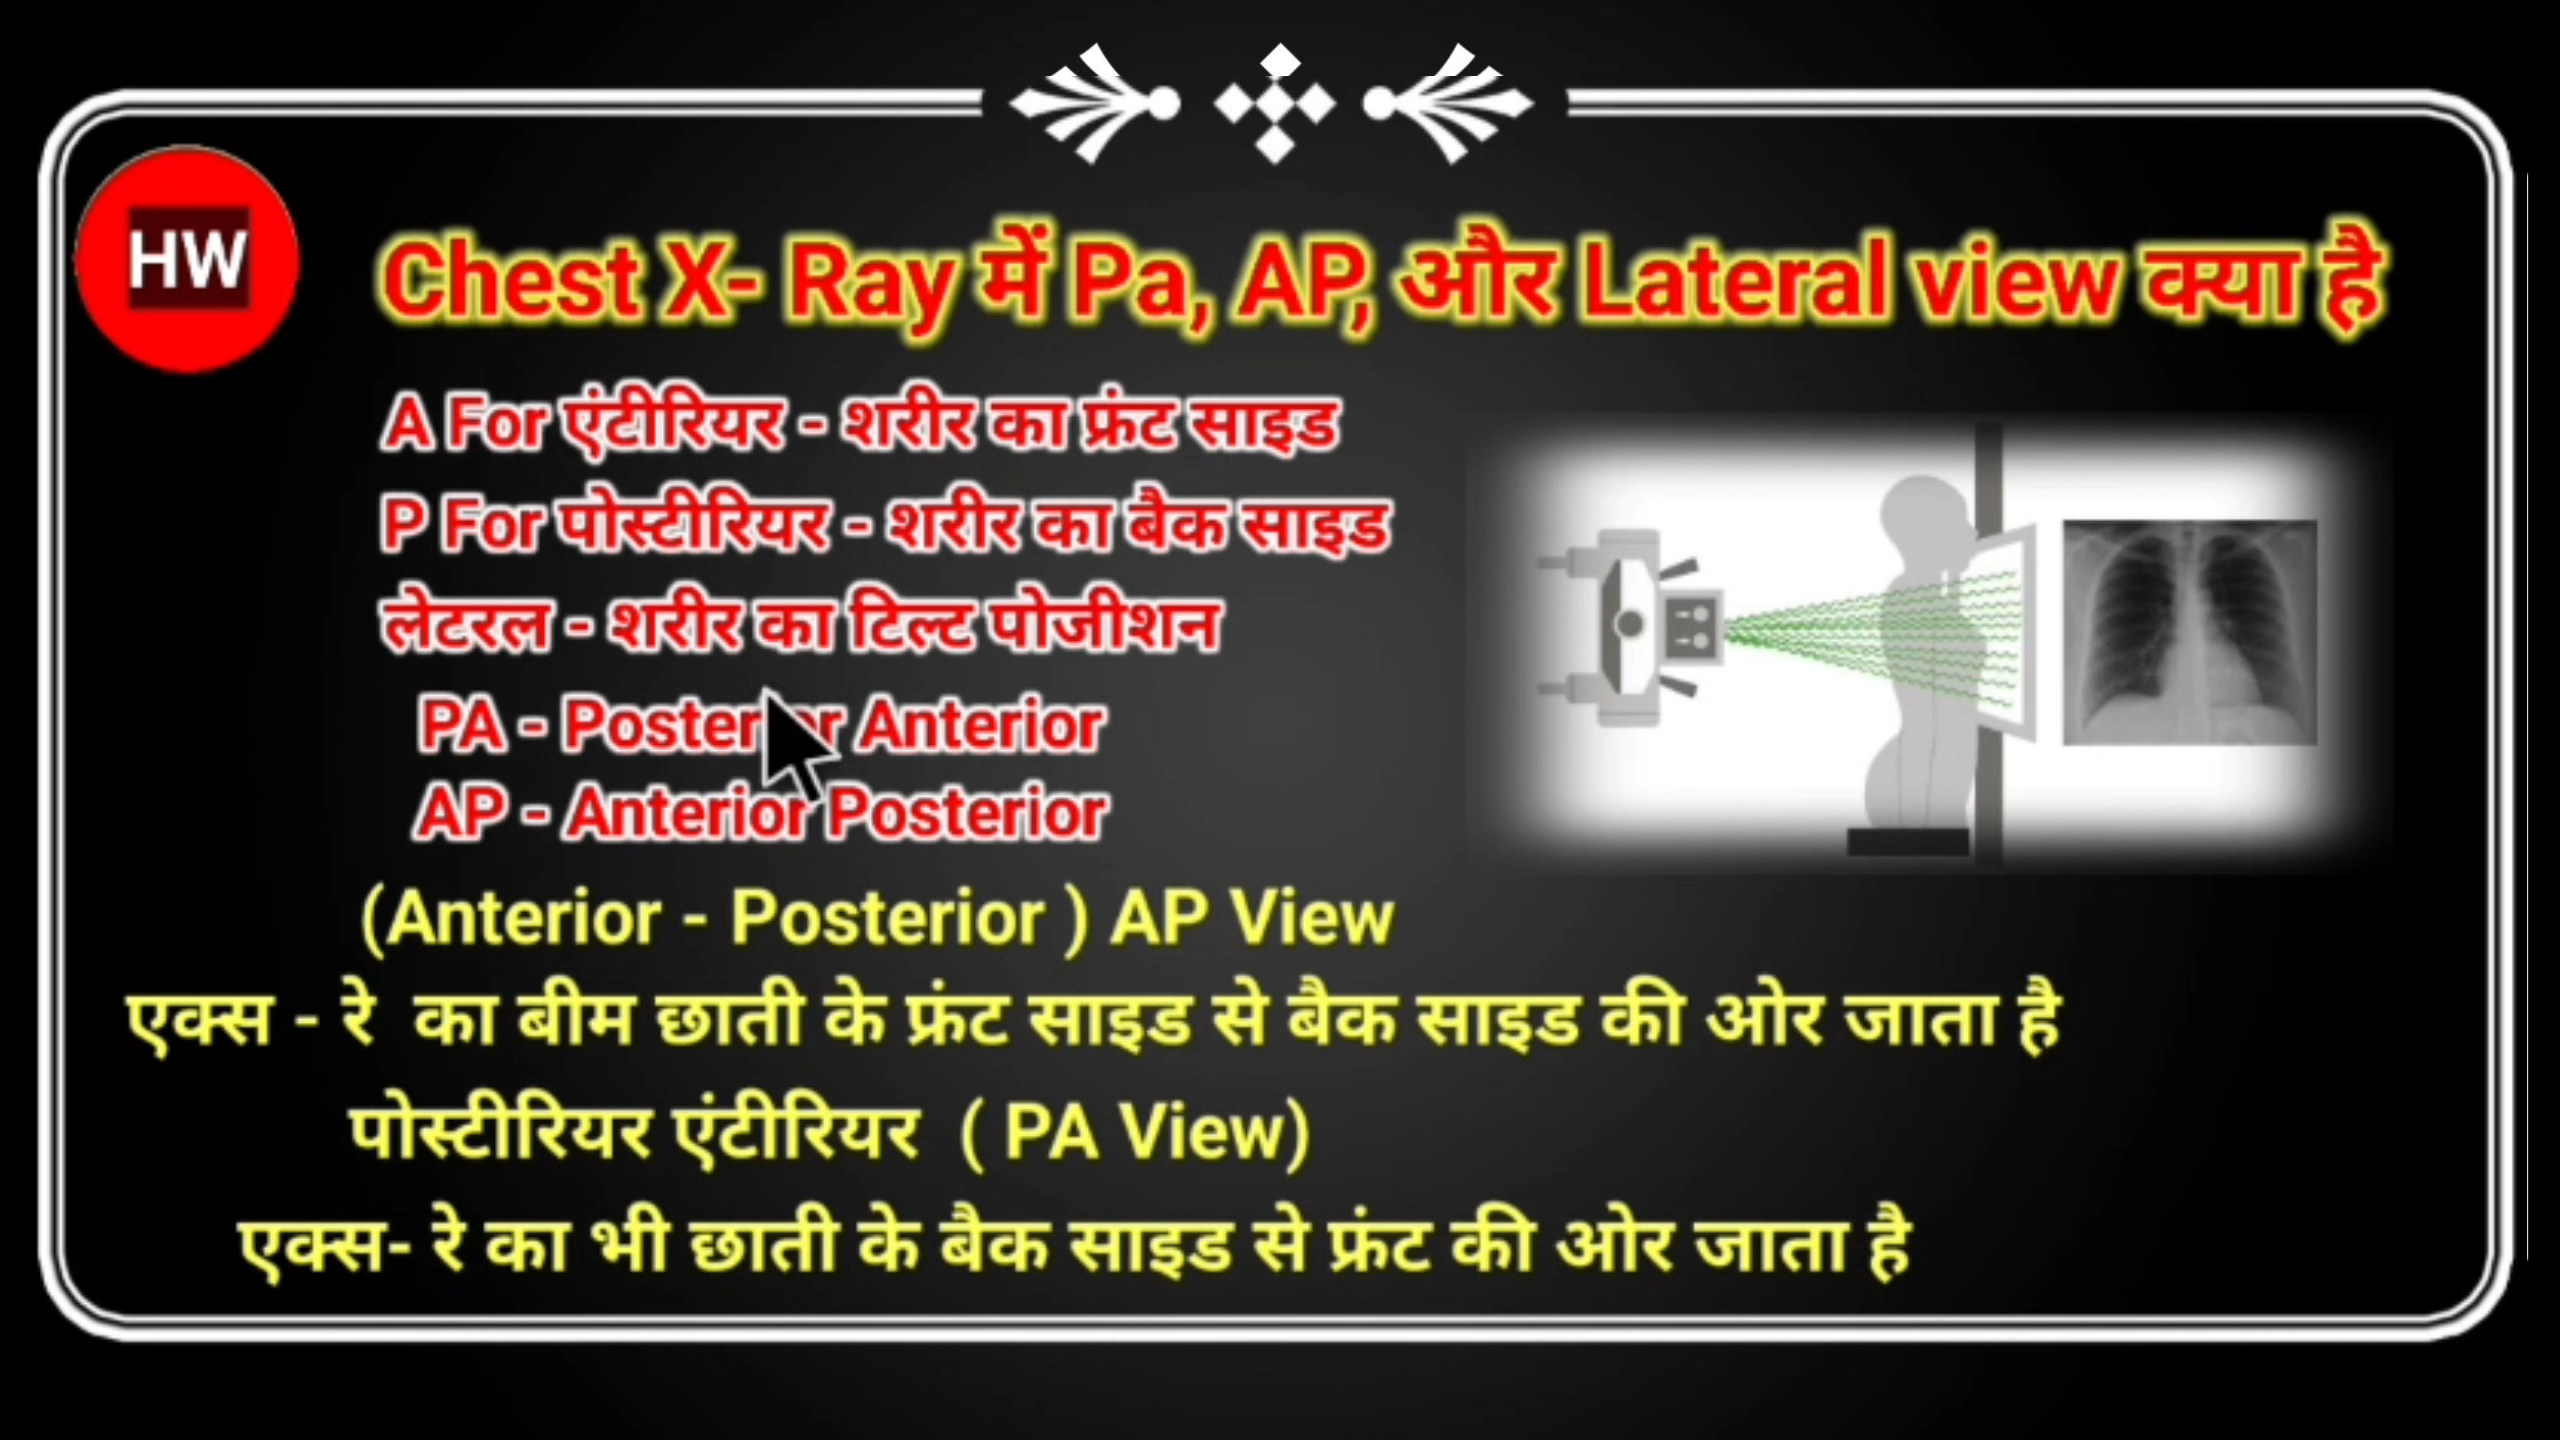 HW
Chest X- Ray में Pa, AP, और Lateral view क्या है
A For एंटीरियर - शरीर का फ्रंट साइड
P For पोस्टीरियर - शरीर का बैक साइड
लेटरल - शरीर का टिल्ट पोजीशन
PA - Posterior Anterior
AP - Anterior Posterior
(Anterior - Posterior ) AP View
एक्स - रे का बीम छाती के फ्रंट साइड से बैक साइड की ओर जाता है
पोस्टीरियर एंटीरियर ( PA View)
एक्स- रे का भी छाती के बैक साइड से फ्रंट की ओर जाता है